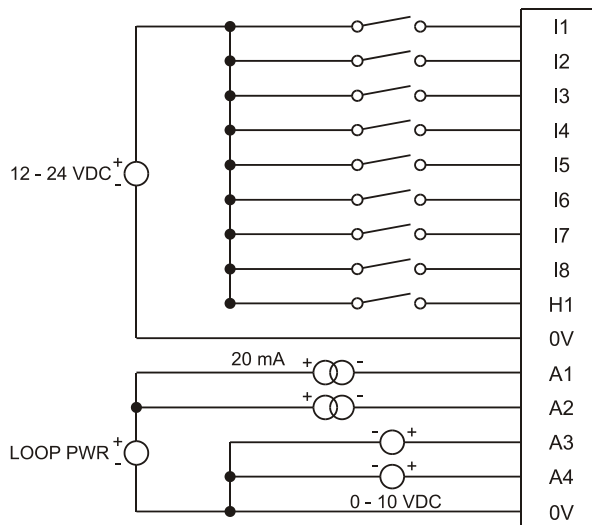 I1
I2
I3
I4
12 - 24 VDC + -
I5
I6
I7
I8
H1
0V
20 mA + - A1
+ - A2
- + A3
LOOP PWR + -
- + A4
0 - 10 VDC
0V